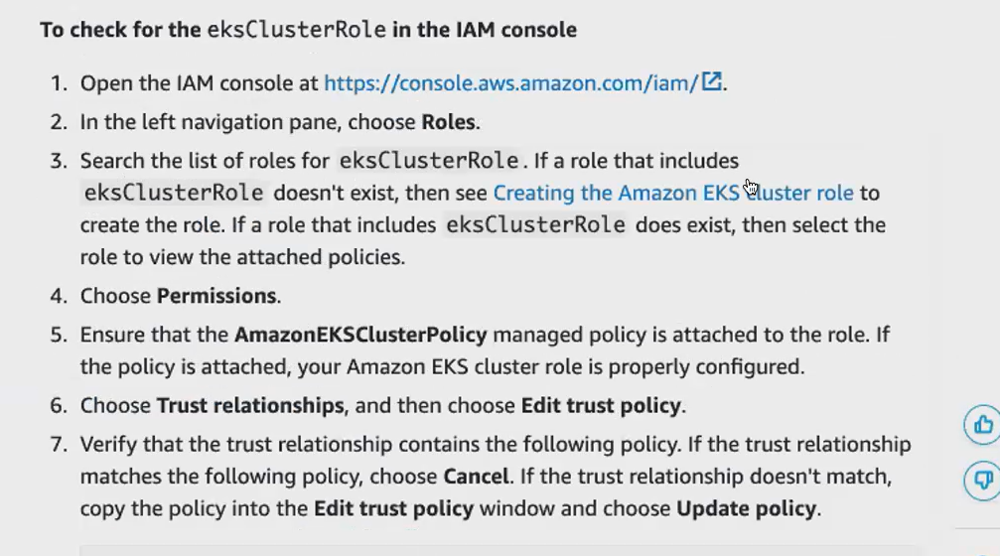 To check for the eksClusterRole in the IAM console
1. Open the IAM console at https://console.aws.amazon.com/iam/.
2. In the left navigation pane, choose Roles.
3. Search the list of roles for eksClusterRole. If a role that includes
eksClusterRole doesn't exist, then see Creating the Amazon EKS cluster role to
create the role. If a role that includes eksClusterRole does exist, then select the
role to view the attached policies.
4. Choose Permissions.
5. Ensure that the AmazonEKSClusterPolicy managed policy is attached to the role. If
the policy is attached, your Amazon EKS cluster role is properly configured.
6. Choose Trust relationships, and then choose Edit trust policy.
7. Verify that the trust relationship contains the following policy. If the trust relationship
matches the following policy, choose Cancel. If the trust relationship doesn't match,
copy the policy into the Edit trust policy window and choose Update policy.